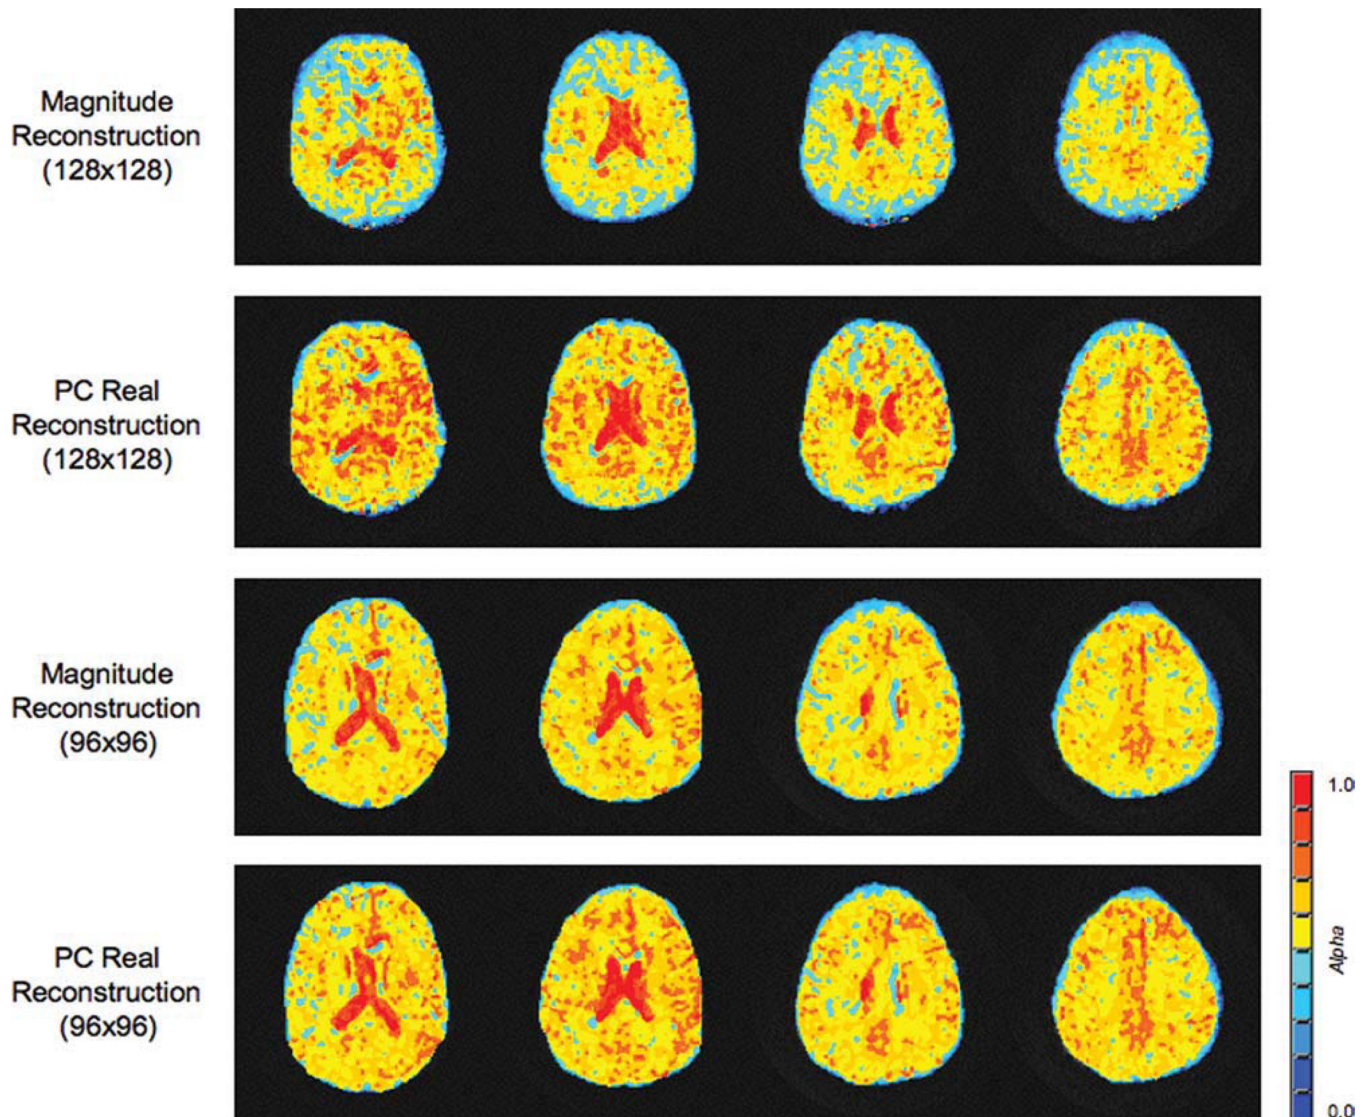 Magnitude
Reconstruction
(128x128)
PC Real
Reconstruction
(128x128)
Magnitude
Reconstruction
(96x96)
PC Real
Reconstruction
(96x96)
1.0
Alpha
0.0